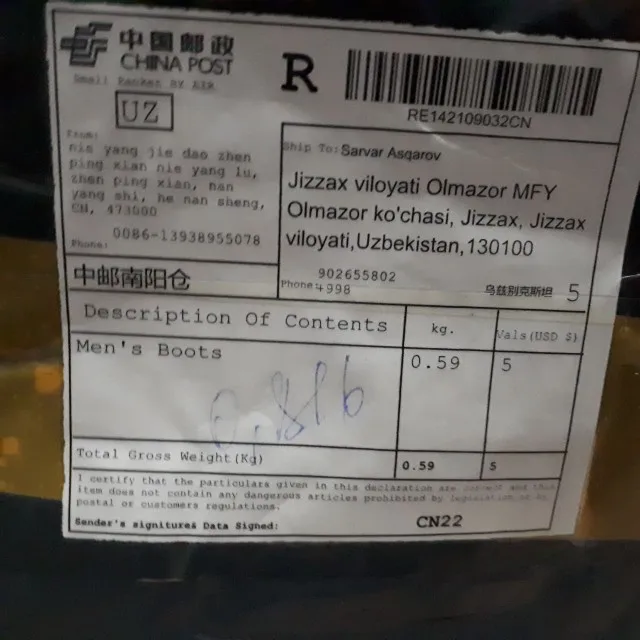 中国邮政
CHINA POST
Small Packet BY AIR
UZ
R
RE142109032CN
From:
nie yang jie dao zhen
ping xian nie yang lu,
zhen ping xian, nan
yang shi, he nan sheng,
CN, 473000
Phone: 0086-13938955078
Ship To: Sarvar Asqarov
Jizzax viloyati Olmazor MFY
Olmazor ko'chasi, Jizzax, Jizzax
viloyati,Uzbekistan,130100
902655802
Phone 4998
乌兹别克斯坦 5
中邮南阳仓
Description Of Contents kg. Vals(USD $)
Men's Boots 0.59 5
0.816
Total Gross Weight(Kg) 0.59 5
I certify that the particulars given in this declaration are correct and this
item does not contain any dangerous articles prohibited by legislation or by
postal or customers regulations.
Sender's signiture& Data Signed: CN22